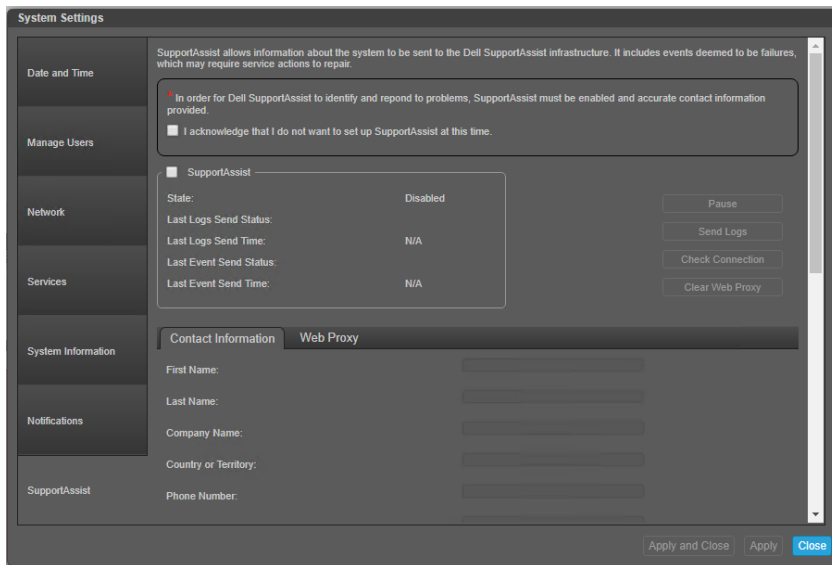 System Settings
Date and Time
Manage Users
Network
Services
System Information
Notifications
SupportAssist
SupportAssist allows information about the system to be sent to the Dell SupportAssist infrastructure. It includes events deemed to be failures,
which may require service actions to repair.
* In order for Dell SupportAssist to identify and repond to problems, SupportAssist must be enabled and accurate contact information
provided.
I acknowledge that I do not want to set up SupportAssist at this time.
SupportAssist
State: Disabled
Last Logs Send Status:
Last Logs Send Time: N/A
Last Event Send Status:
Last Event Send Time: N/A
Pause
Send Logs
Check Connection
Clear Web Proxy
Contact Information Web Proxy
First Name:
Last Name:
Company Name:
Country or Territory:
Phone Number:
Apply and Close Apply Close